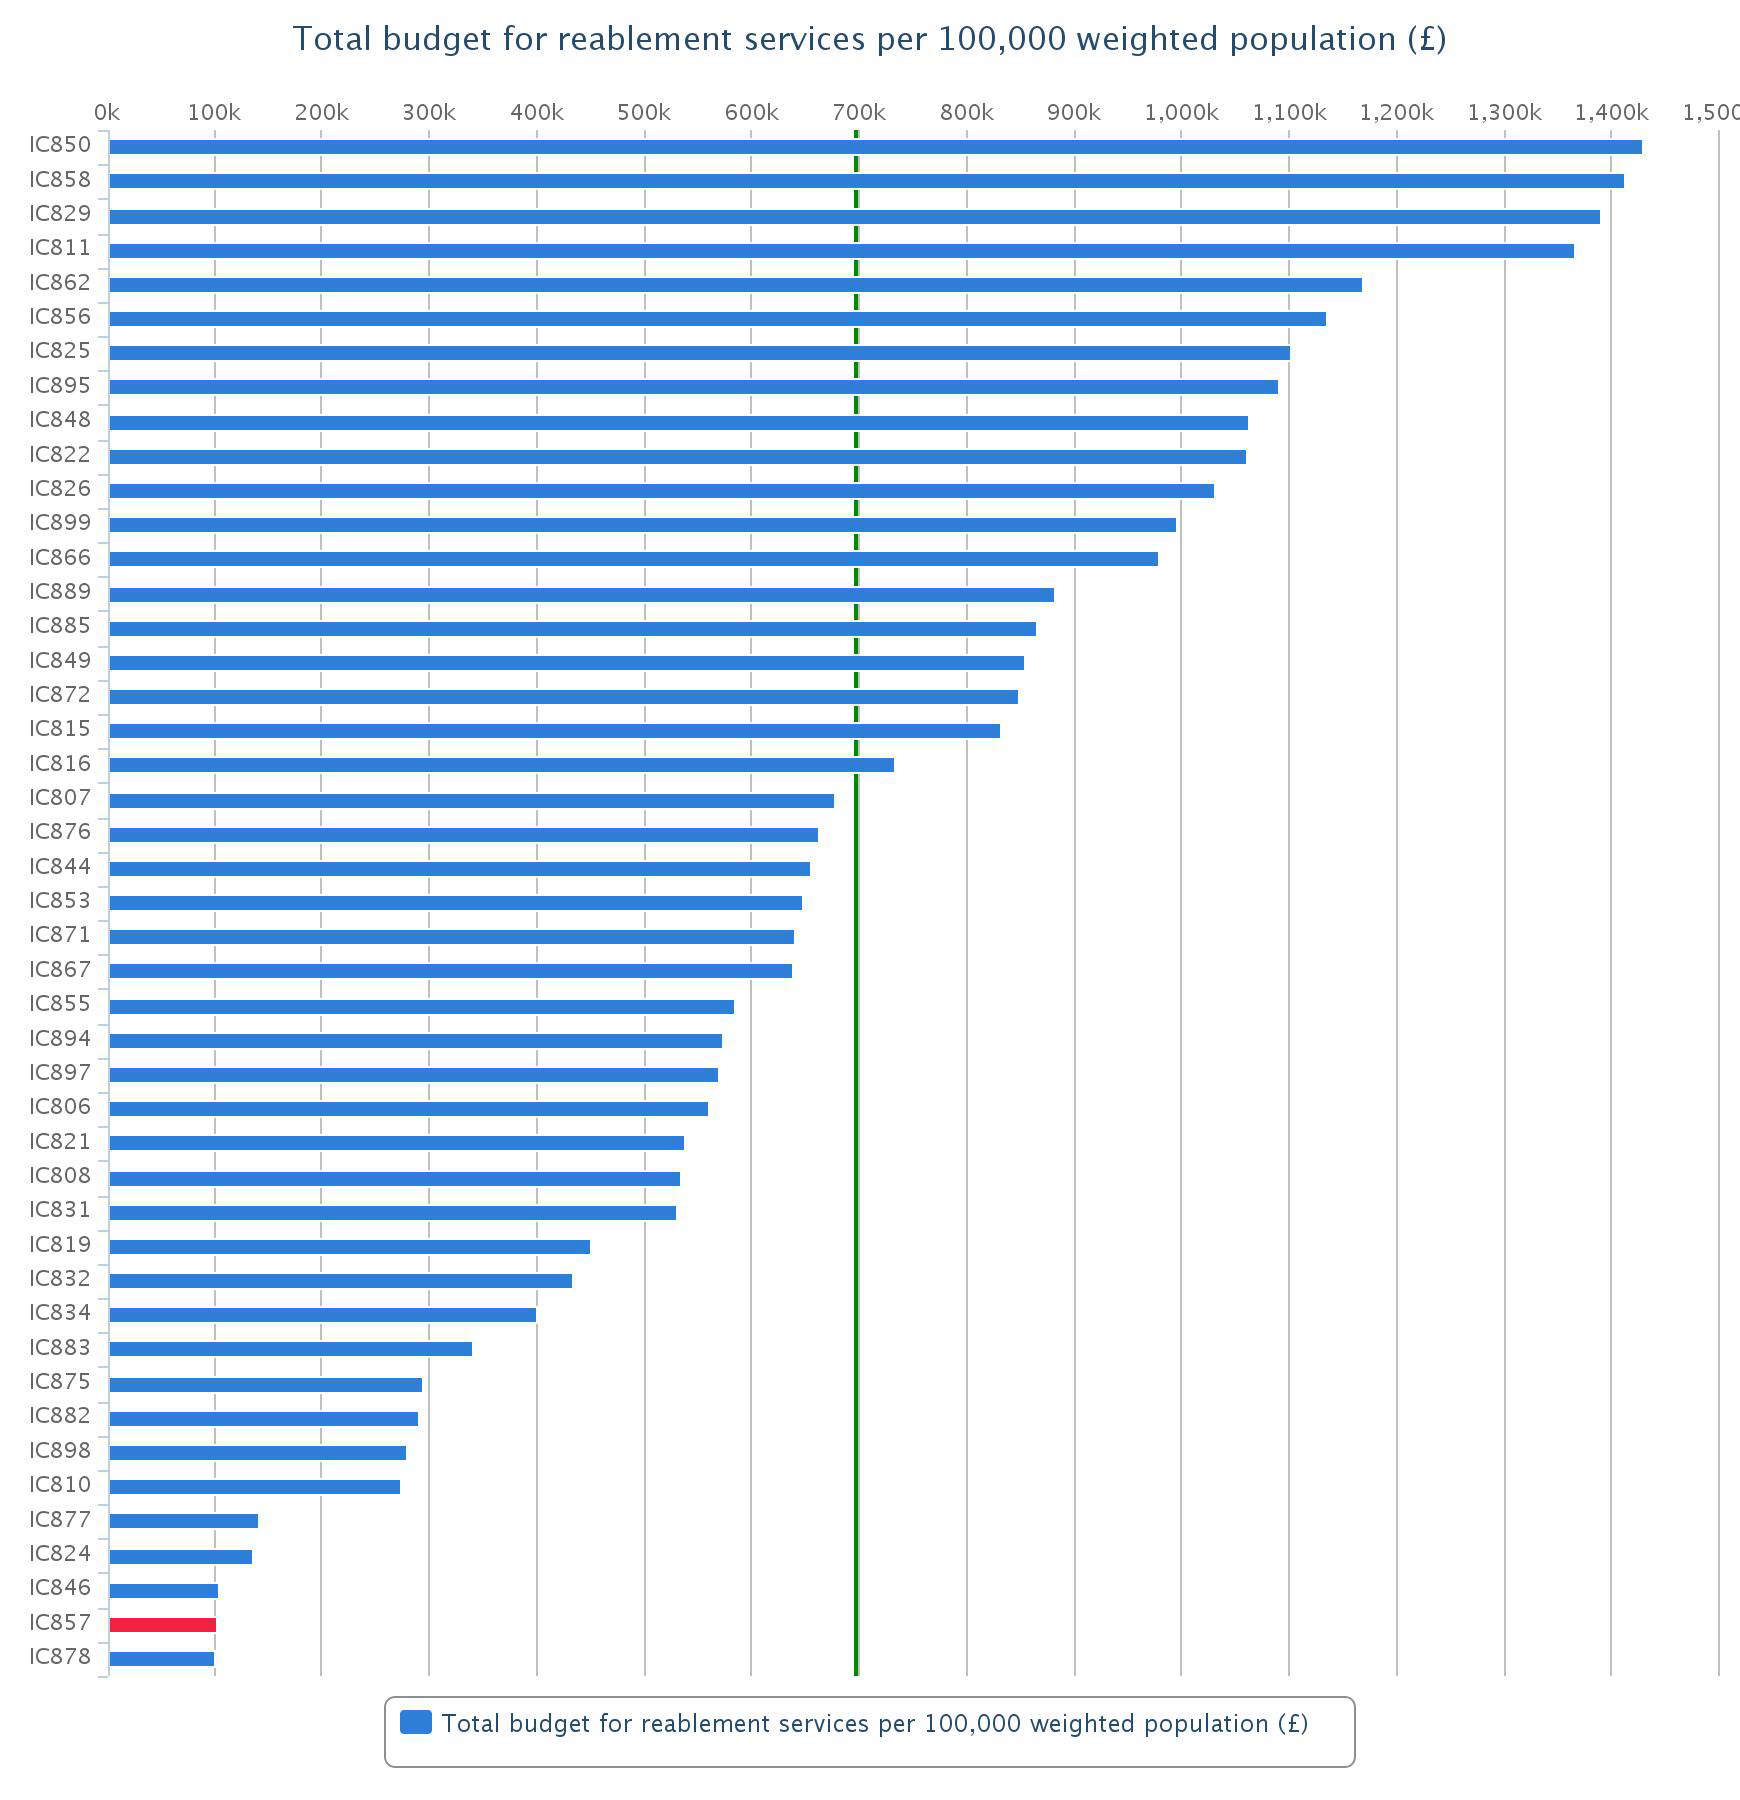 Total budget for reablement services per 100,000 weighted population (£)
0k 100k 200k 300k 400k 500k 600k 700k 800k 900k 1,000k 1,100k 1,200k 1,300k 1,400k 1,500
IC850
IC858
IC829
IC811
IC862
IC856
IC825
IC895
IC848
IC822
IC826
IC899
IC866
IC889
IC885
IC849
IC872
IC815
IC816
IC807
IC876
IC844
IC853
IC871
IC867
IC855
IC894
IC897
IC806
IC821
IC808
IC831
IC819
IC832
IC834
IC883
IC875
IC882
IC898
IC810
IC877
IC824
IC846
IC857
IC878
Total budget for reablement services per 100,000 weighted population (£)